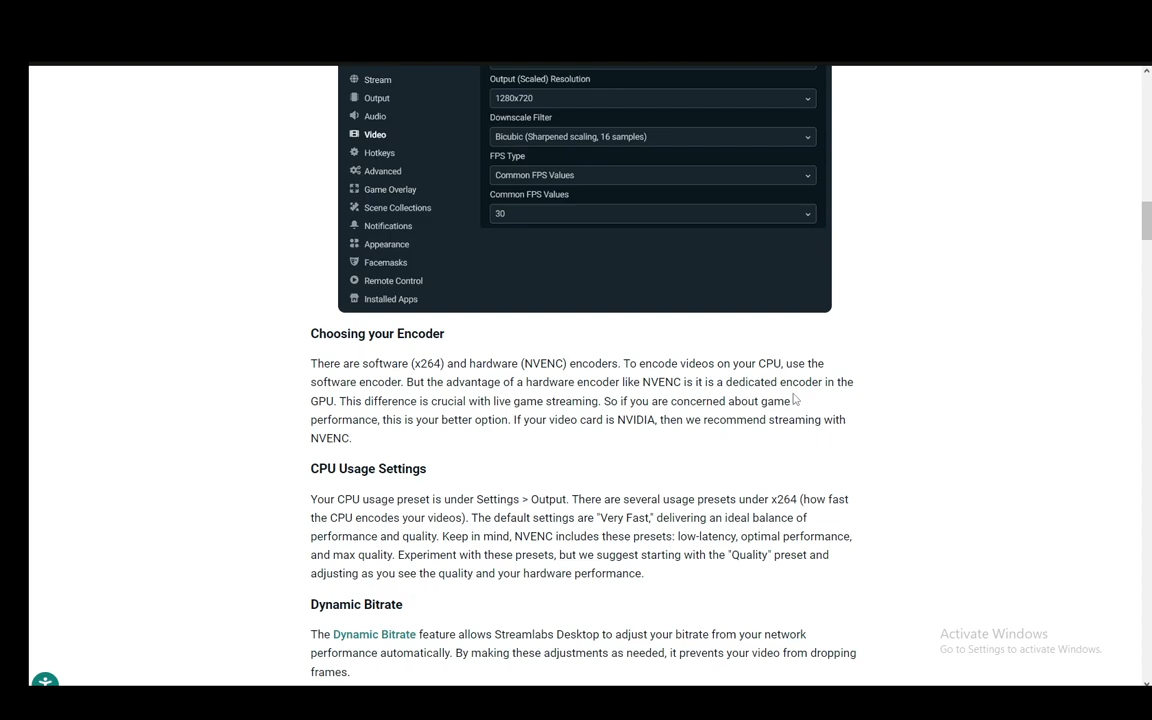 Stream
Output (Scaled) Resolution
Output
1280x720
Audio
Downscale Filter
Video
Bicubic (Sharpened scaling, 16 samples)
Hotkeys
FPS Type
Advanced
Common FPS Values
Game Overlay
Common FPS Values
Scene Collections
30
Notifications
Appearance
Facemasks
Remote Control
Installed Apps
Choosing your Encoder
There are software (x264) and hardware (NVENC) encoders. To encode videos on your CPU, use the
software encoder. But the advantage of a hardware encoder like NVENC is it is a dedicated encoder in the
GPU. This difference is crucial with live game streaming. So if you are concerned about game
performance, this is your better option. If your video card is NVIDIA, then we recommend streaming with
NVENC.
CPU Usage Settings
Your CPU usage preset is under Settings > Output. There are several usage presets under x264 (how fast
the CPU encodes your videos). The default settings are "Very Fast," delivering an ideal balance of
performance and quality. Keep in mind, NVENC includes these presets: low-latency, optimal performance,
and max quality. Experiment with these presets, but we suggest starting with the "Quality" preset and
adjusting as you see the quality and your hardware performance.
Dynamic Bitrate
The Dynamic Bitrate feature allows Streamlabs Desktop to adjust your bitrate from your network
performance automatically. By making these adjustments as needed, it prevents your video from dropping
frames.
Activate Windows
Go to Settings to activate Windows.